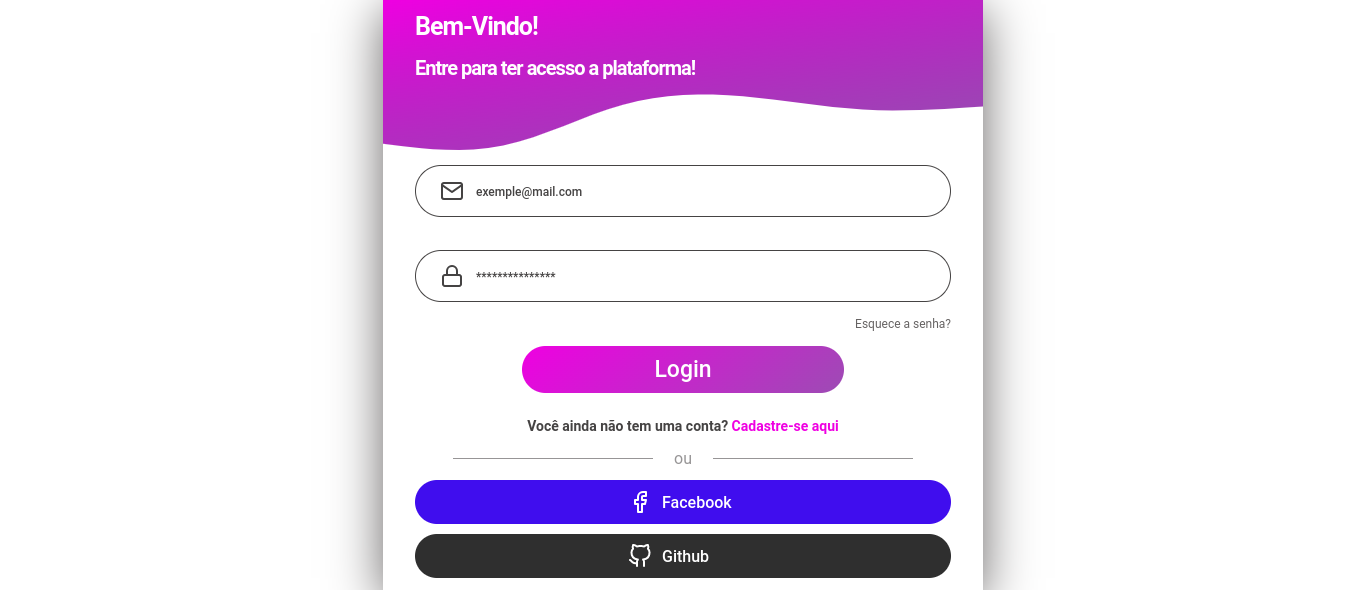 Bem-Vindo!
Entre para ter acesso a plataforma!
exemple@mail.com
***************
Esquece a senha?
Login
Você ainda não tem uma conta? Cadastre-se aqui
ou
Facebook
Github